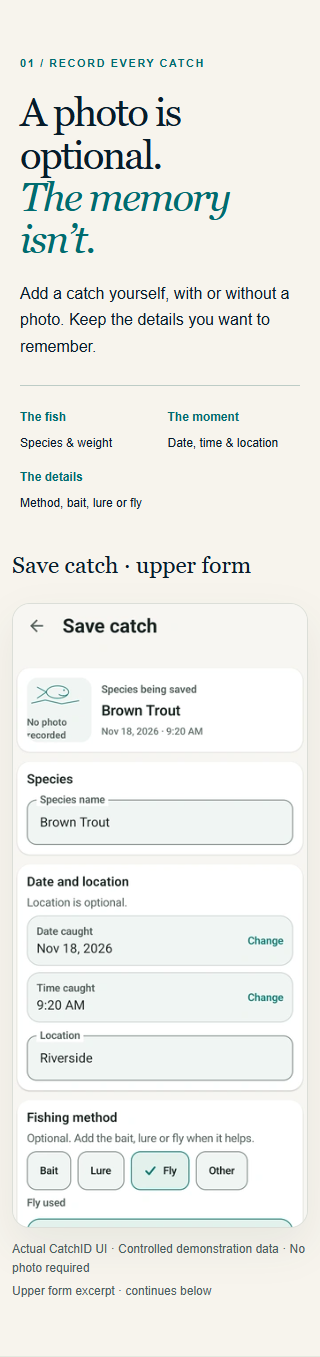 01 / RECORD EVERY CATCH
A photo is
optional.
The memory
isn’t.
Add a catch yourself, with or without a
photo. Keep the details you want to
remember.
The fish
Species & weight
The moment
Date, time & location
The details
Method, bait, lure or fly
Save catch · upper form
Save catch
No photo
recorded
Species being saved
Brown Trout
Nov 18, 2026 · 9:20 AM
Species
Species name
Brown Trout
Date and location
Location is optional.
Date caught
Nov 18, 2026
Change
Time caught
9:20 AM
Change
Location
Riverside
Fishing method
Optional. Add the bait, lure or fly when it helps.
Bait
Lure
Fly
Other
Fly used
Actual CatchID UI · Controlled demonstration data · No
photo required
Upper form excerpt · continues below